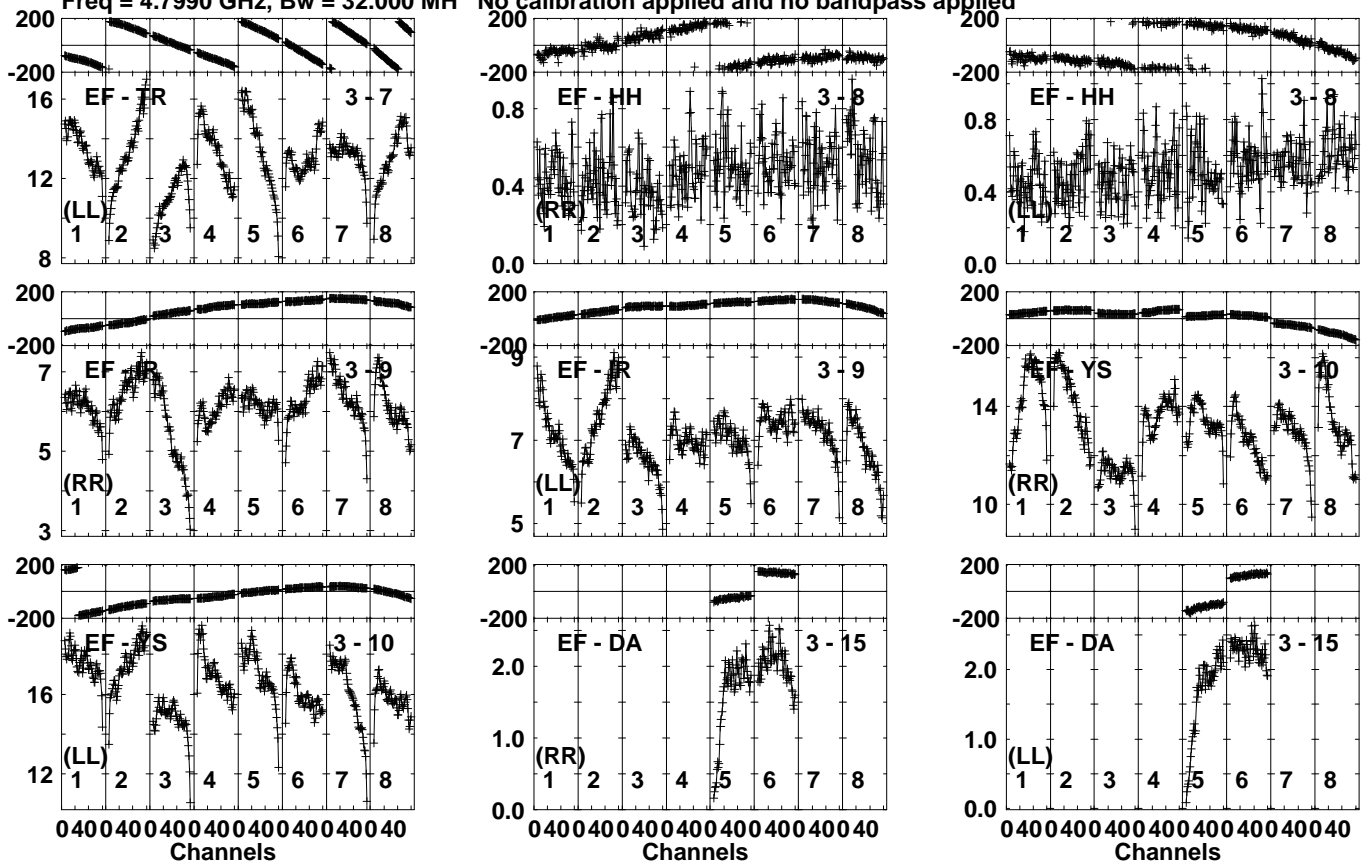 Freq = 4.7990 GHz, Bw = 32.000 MH   No calibration applied and no bandpass applied
200
-200
16
12
8
EF - TR 3 - 7
(LL)
1 2 3 4 5 6 7 8
200
-200
0.8
0.4
0.0
EF - HH 3 - 8
(RR)
1 2 3 4 5 6 7 8
200
-200
0.8
0.4
0.0
EF - HH 3 - 8
(LL)
1 2 3 4 5 6 7 8
200
-200
7
5
3
EF - IR 3 - 9
(RR)
1 2 3 4 5 6 7 8
200
-200
9
7
5
EF - IR 3 - 9
(LL)
1 2 3 4 5 6 7 8
200
-200
14
10
EF - YS 3 - 10
(RR)
1 2 3 4 5 6 7 8
200
-200
16
12
EF - YS 3 - 10
(LL)
1 2 3 4 5 6 7 8
0 40 0 40 0 40 0 40 0 40 0 40 0 40 0 40
Channels
200
-200
2.0
1.0
0.0
EF - DA 3 - 15
(RR)
1 2 3 4 5 6 7 8
0 40 0 40 0 40 0 40 0 40 0 40 0 40 0 40
Channels
200
-200
2.0
1.0
0.0
EF - DA 3 - 15
(LL)
1 2 3 4 5 6 7 8
0 40 0 40 0 40 0 40 0 40 0 40 0 40 0 40
Channels